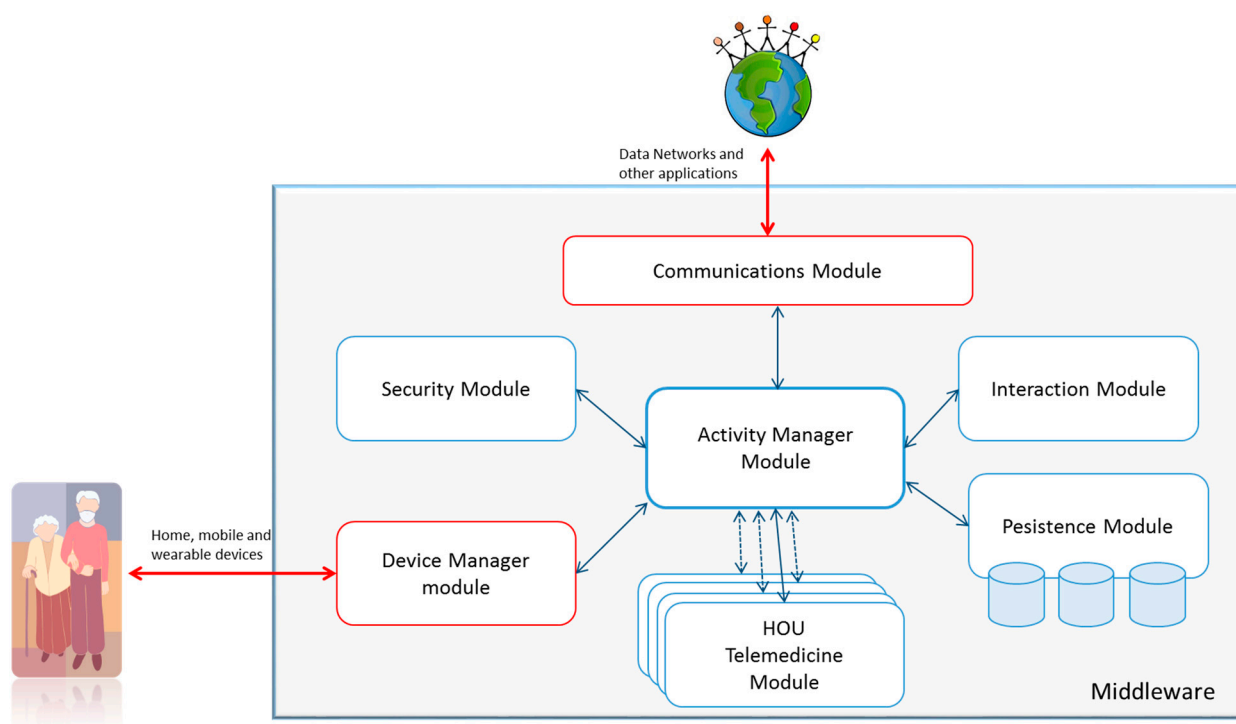 Data Networks and
other applications
Communications Module
Security Module
Interaction Module
Activity Manager
Module
Pesistence Module
Home, mobile and
wearable devices
Device Manager
module
HOU
Telemedicine
Module
Middleware